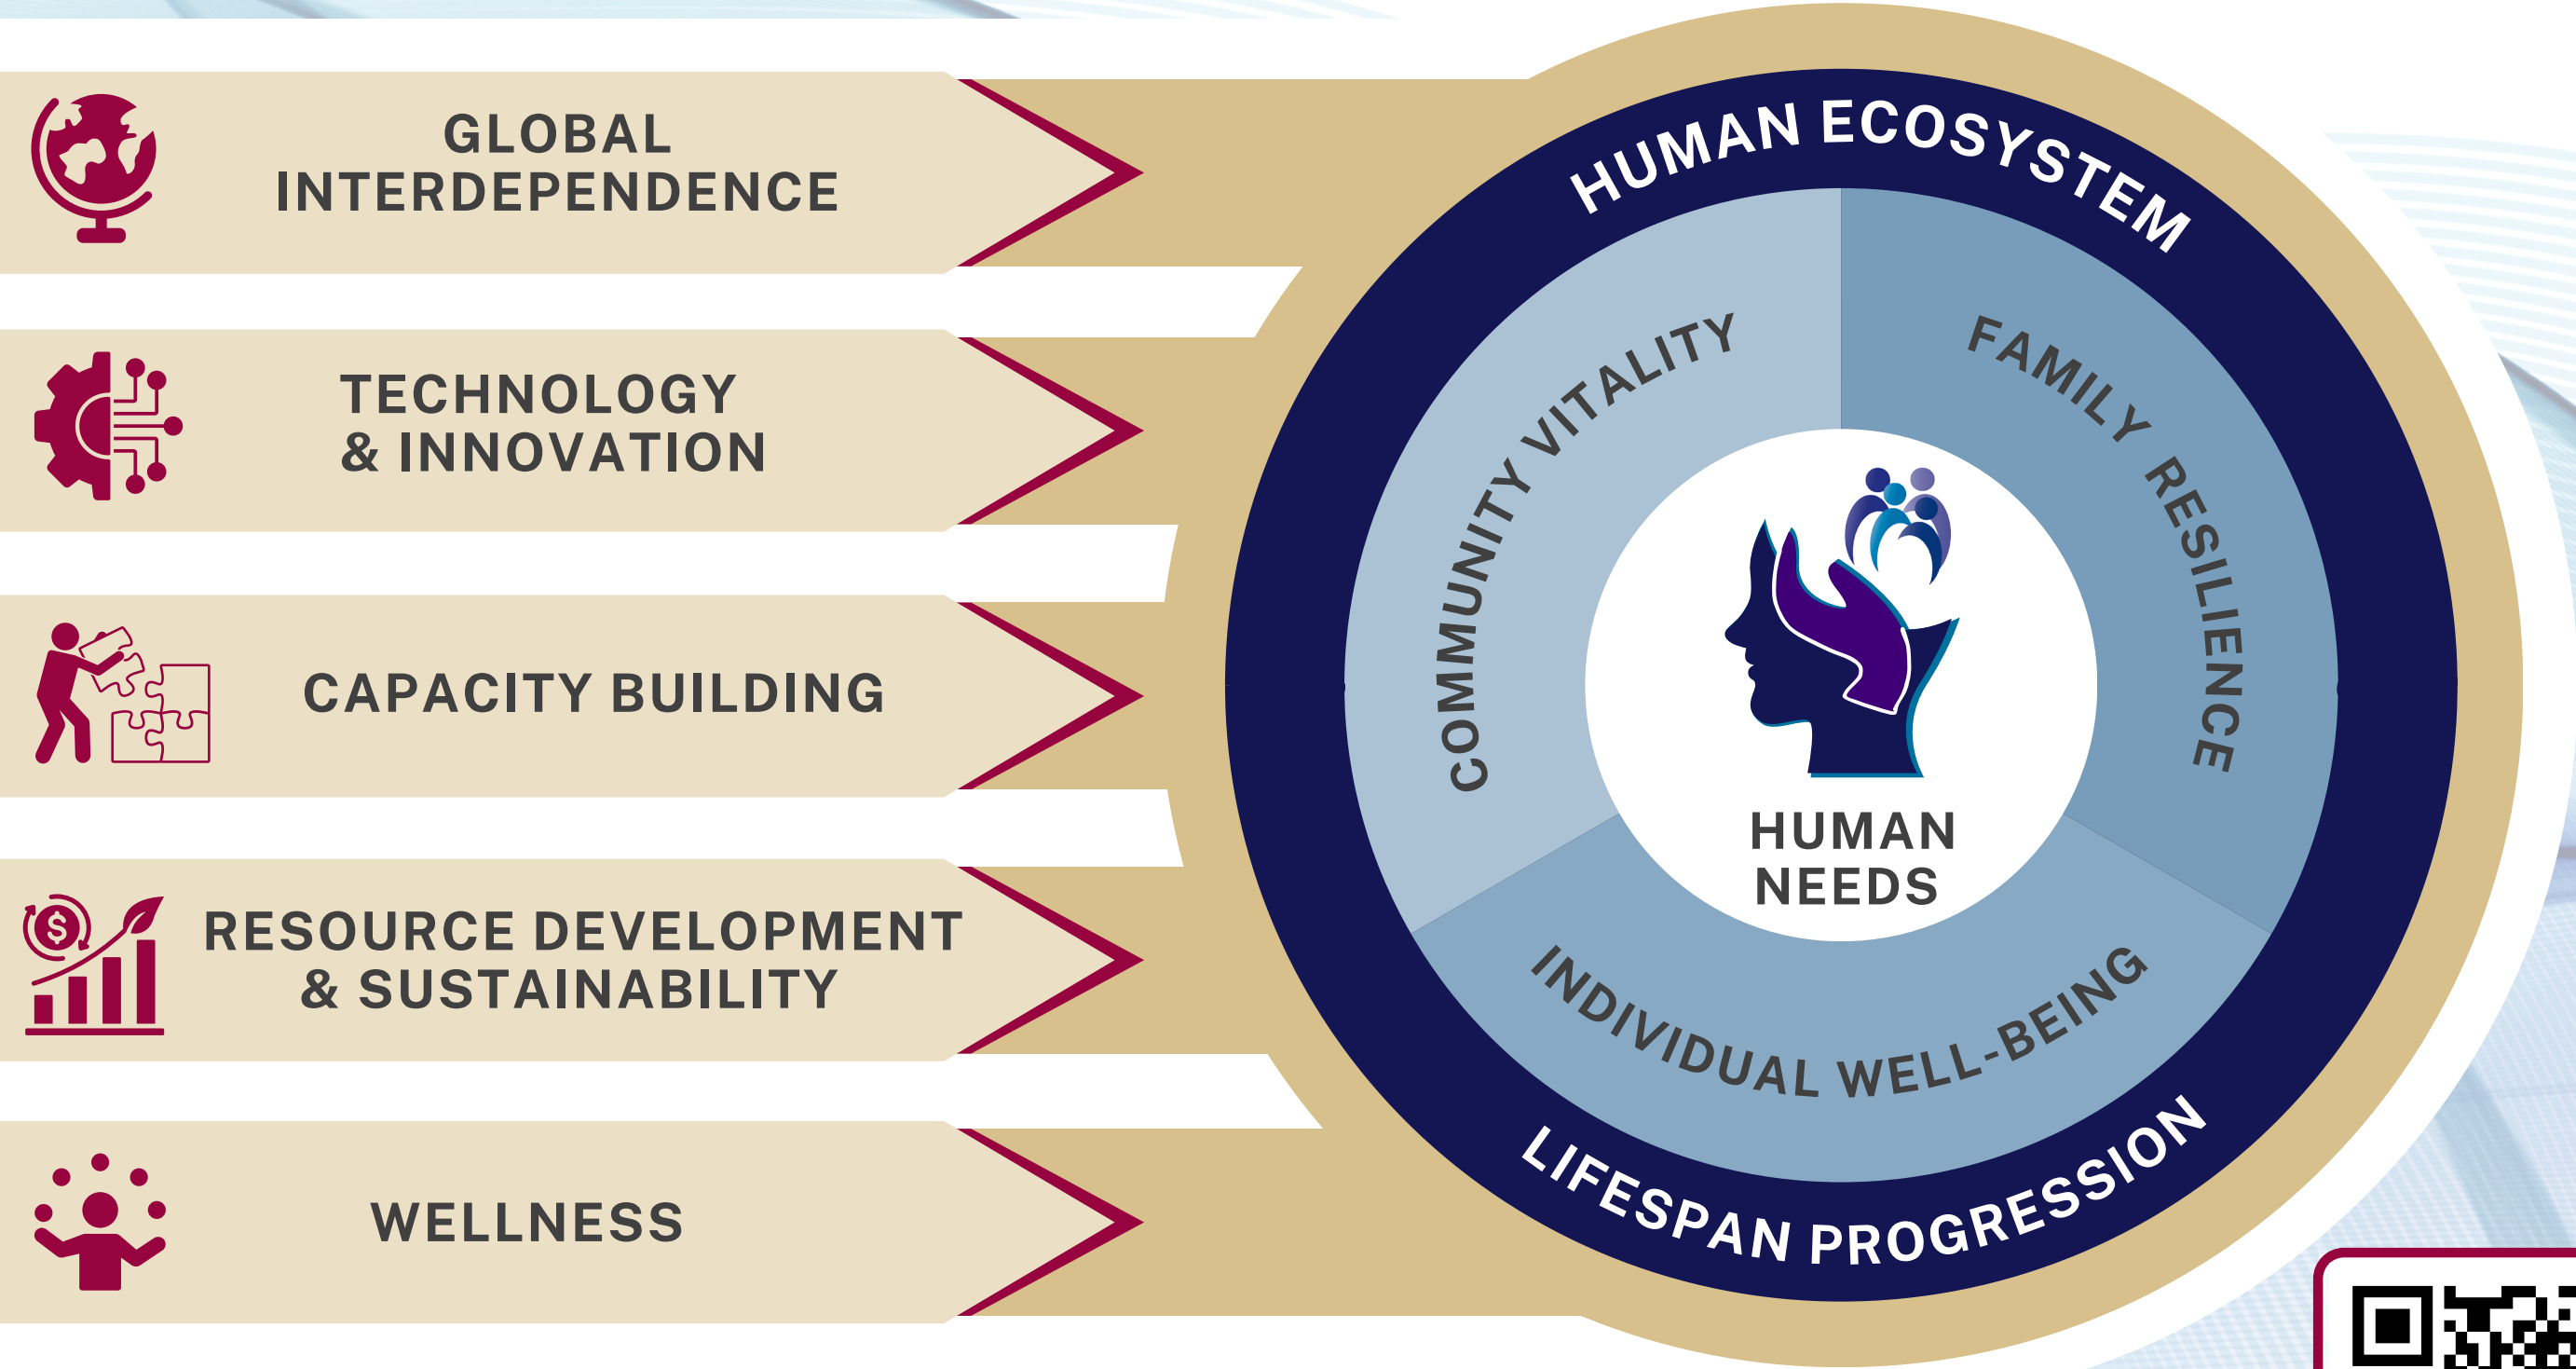 GLOBAL
INTERDEPENDENCE
TECHNOLOGY
& INNOVATION
CAPACITY BUILDING
RESOURCE DEVELOPMENT
& SUSTAINABILITY
WELLNESS
HUMAN ECOSYSTEM
COMMUNITY VITALITY
FAMILY RESILIENCE
HUMAN
NEEDS
INDIVIDUAL WELL-BEING
LIFESPAN PROGRESSION
$